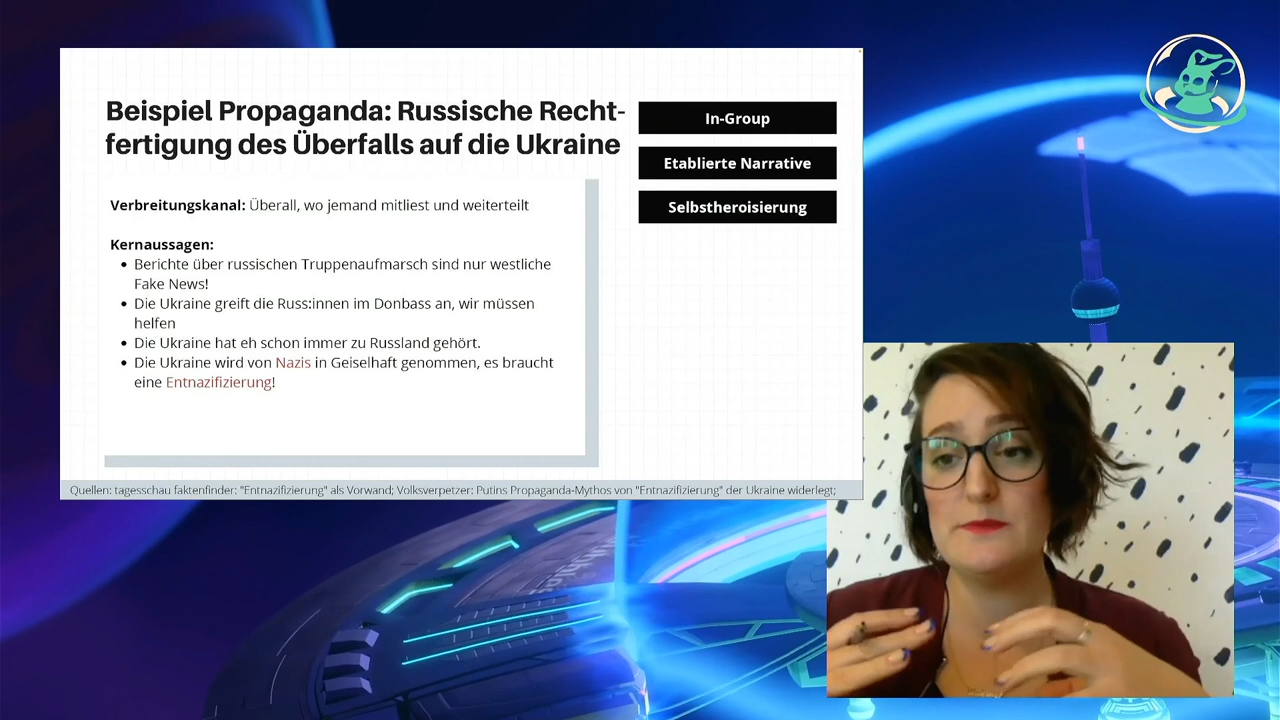 Beispiel Propaganda: Russische Recht-
fertigung des Überfalls auf die Ukraine
Verbreitungskanal: Überall, wo jemand mitliest und weiterteilt
Kernaussagen:
• Berichte über russischen Truppenaufmarsch sind nur westliche
Fake News!
• Die Ukraine greift die Russ:innen im Donbass an, wir müssen
helfen
• Die Ukraine hat eh schon immer zu Russland gehört.
• Die Ukraine wird von Nazis in Geiselhaft genommen, es braucht
eine Entnazifizierung!
In-Group
Etablierte Narrative
Selbstheroisierung
Quellen: tagesschau faktenfinder: "Entnazifizierung" als Vorwand; Volksverpetzer: Putins Propaganda-Mythos von "Entnazifizierung" der Ukraine widerlegt;